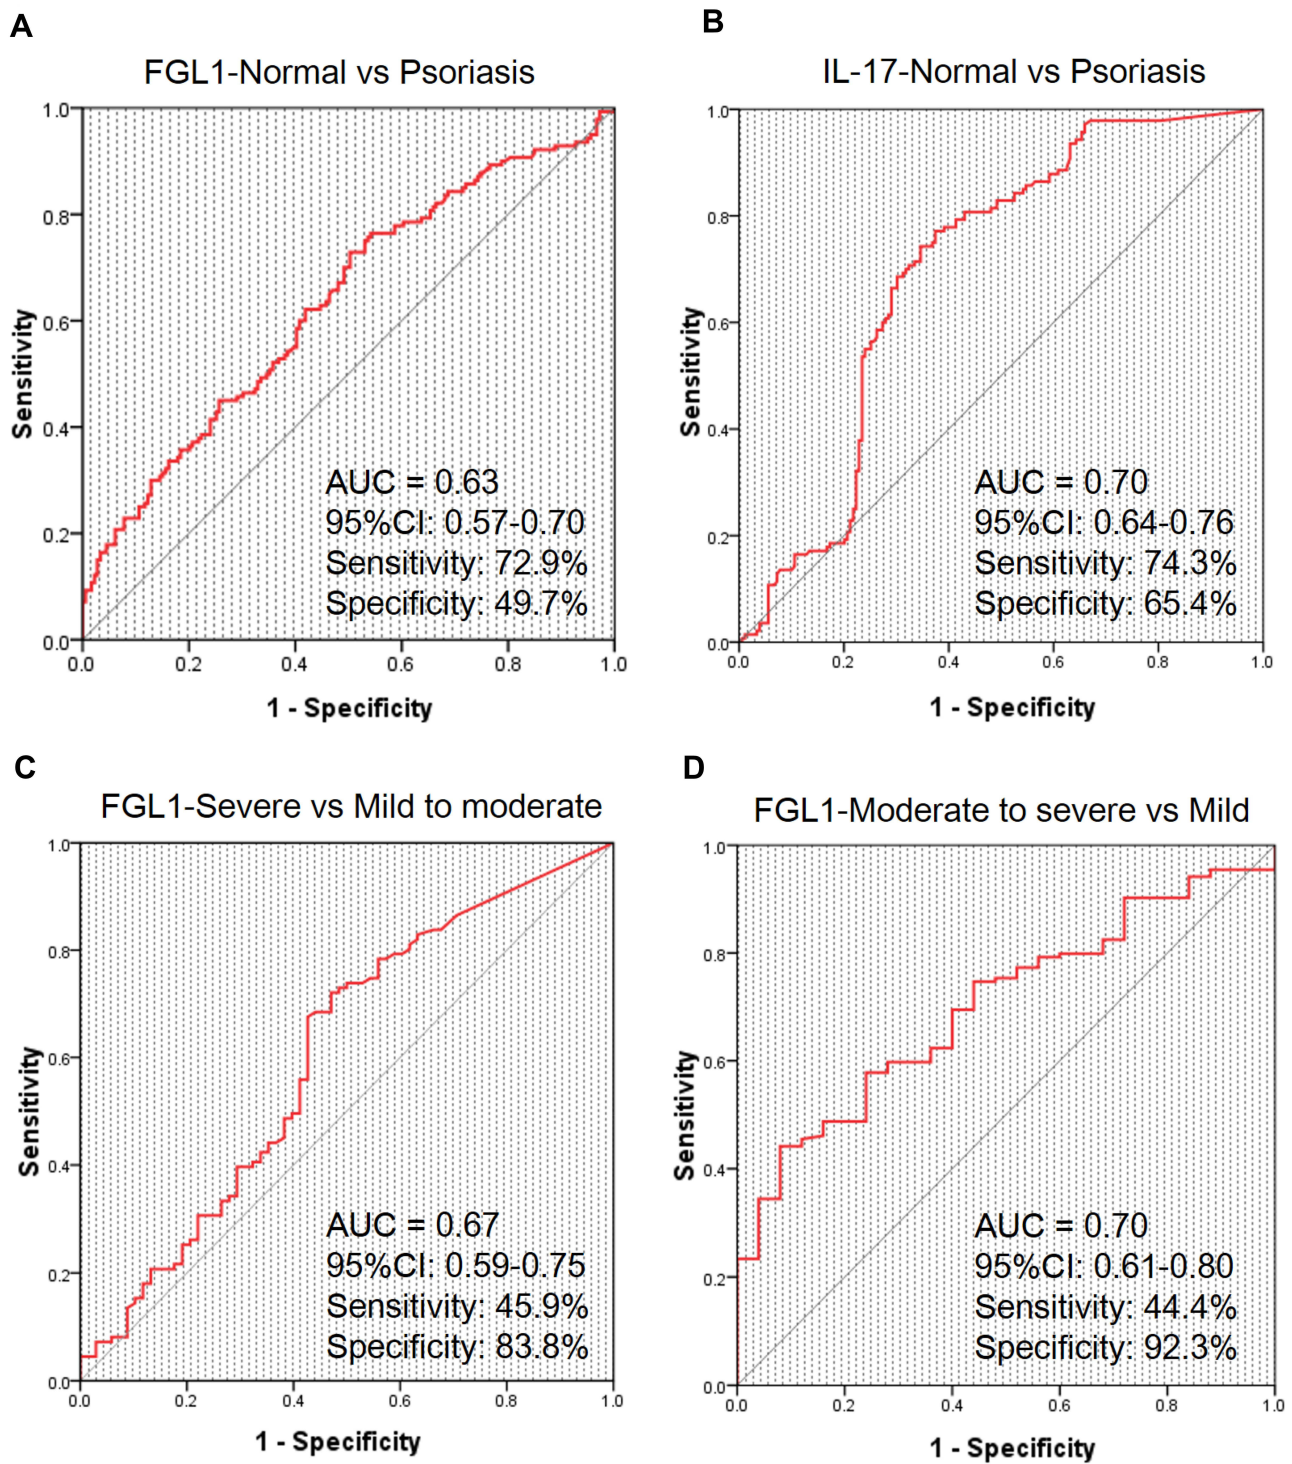 A
FGL1-Normal vs Psoriasis
1.0
0.8
0.6
0.4
0.2
0.0
Sensitivity
AUC = 0.63
95%CI: 0.57-0.70
Sensitivity: 72.9%
Specificity: 49.7%
0.0 0.2 0.4 0.6 0.8 1.0
1 - Specificity
B
IL-17-Normal vs Psoriasis
1.0
0.8
0.6
0.4
0.2
0.0
Sensitivity
AUC = 0.70
95%CI: 0.64-0.76
Sensitivity: 74.3%
Specificity: 65.4%
0.0 0.2 0.4 0.6 0.8 1.0
1 - Specificity
C
FGL1-Severe vs Mild to moderate
1.0
0.8
0.6
0.4
0.2
0.0
Sensitivity
AUC = 0.67
95%CI: 0.59-0.75
Sensitivity: 45.9%
Specificity: 83.8%
0.0 0.2 0.4 0.6 0.8 1.0
1 - Specificity
D
FGL1-Moderate to severe vs Mild
1.0
0.8
0.6
0.4
0.2
0.0
Sensitivity
AUC = 0.70
95%CI: 0.61-0.80
Sensitivity: 44.4%
Specificity: 92.3%
0.0 0.2 0.4 0.6 0.8 1.0
1 - Specificity